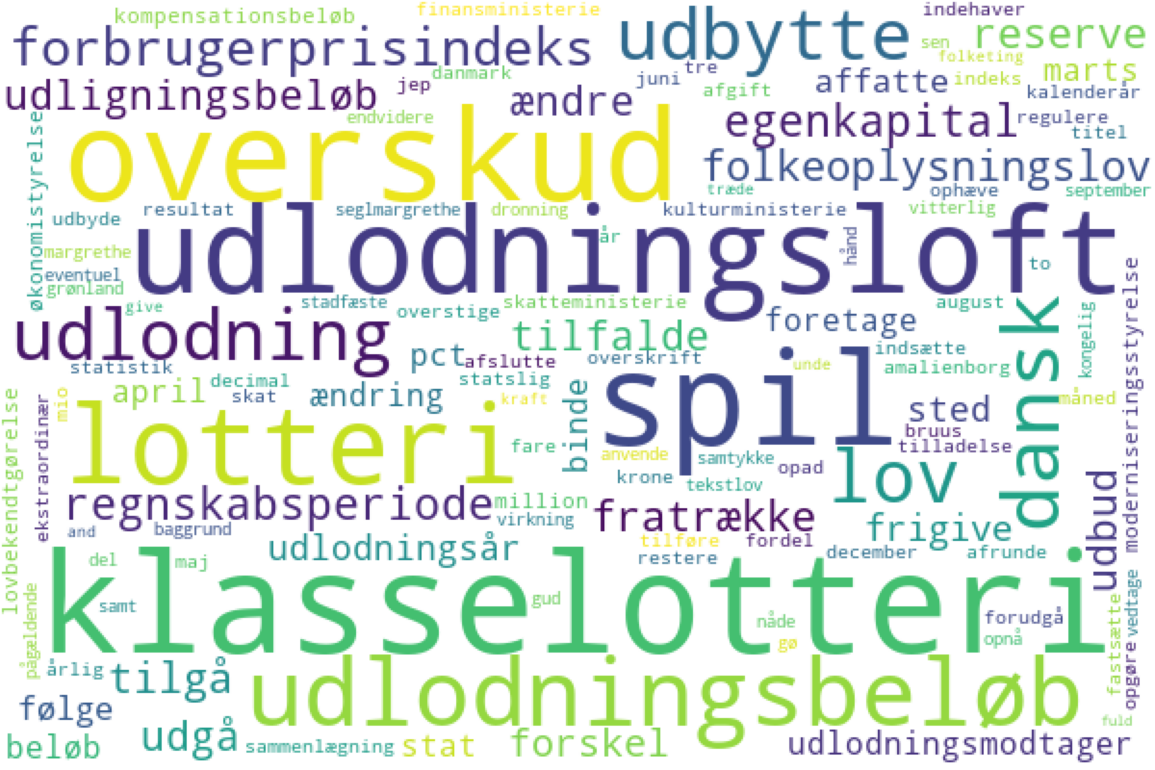 kompensationsbeløb finansministerie indehaver
forbrugerprisindeks udbytte sen reserve
folketing
danmark tre juni affatte indeks marts
udligningsbeløb jep ændre afgift kalenderår
endvidere egenkapital regulere
titel
overskud folkeoplysningslov
økonomistyrelse
træde ophæve september
udbyde resultat seglmargrethe dronning kulturministerie vitterlig
udlodningsloft
margrethe år hånd to
eventuel
grønland
give stadfæste overstige skatteministerie august
udlodning tilfalde foretage dansk kongelig moderniseringsstyrelse
pct afslutte overskrift indsætte
statistik unde amalienborg
april decimal statslig spil
skat ændring kraft sted måned
mio
lotteri fare binde bruus
ekstraordinær anvende samtykke tilladelse
lovbekendtgørelse krone opad lov
tekstlov
regnskabsperiode million fratrække frigive udbud
and baggrund virkning
udlodningsår tilføre fordel december afrunde
restere
del maj
klasselotteri
samt gud nåde forudgå
gø opnå
pågældende fastsætte vedtage
årlig tilgå udlodningsbeløb opgøre
følge fuld
udgå
beløb sammenlægning stat forskel udlodningsmodtager